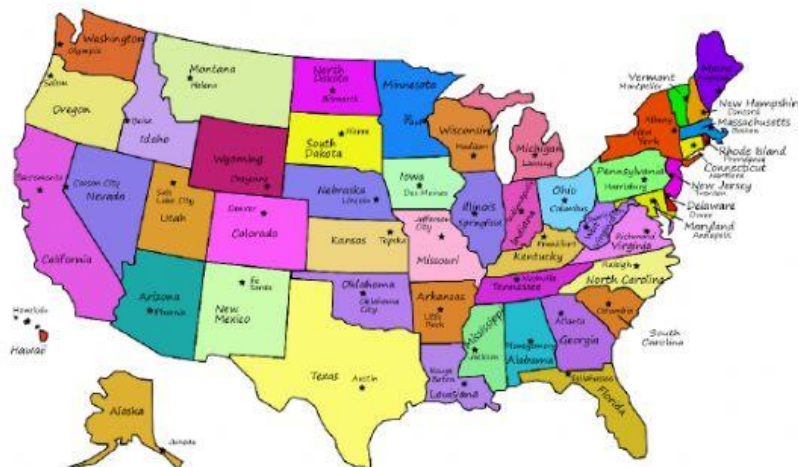 Washington
Olympia
Salem
Oregon
Boise
Idaho
Montana
Helena
North
Dakota
Bismarck
Pierre
South
Dakota
Minnesota
Wisconsin
Madison
Michigan
Lansing
Wyoming
Cheyenne
Sacramento
California
Carson City
Nevada
Salt
Lake City
Utah
Denver
Colorado
Nebraska
Lincoln
Iowa
Des Moines
Illinois
Springfield
Indiana
Ohio
Columbus
Pennsylvania
Harrisburg
Albany
New
York
Vermont
Montpelier
Maine
New Hampshire
Concord
Massachusetts
Boston
Rhode Island
Providence
Connecticut
Hartford
New Jersey
Trenton
Delaware
Dover
Maryland
Annapolis
Richmond
Virginia
Kansas
Topeka
Jefferson
City
Missouri
Frankfort
Kentucky
Nashville
Tennessee
Raleigh
North Carolina
Columbia
South
Carolina
Arizona
New
Mexico
Oklahoma
Oklahoma
City
Arkansas
Little
Rock
Mississippi
Jackson
Montgomery
Alabama
Atlanta
Georgia
Texas
Austin
Rouge
Baton
Louisiana
Tallahassee
Florida
Honolulu
Hawaii
Alaska
Juneau